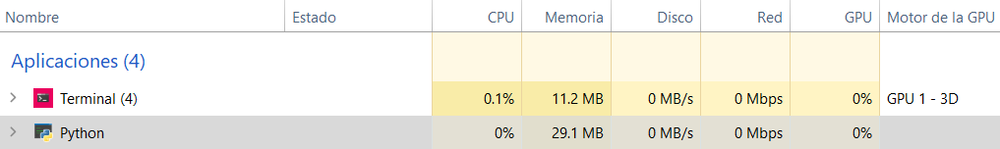 Nombre Estado CPU Memoria Disco Red GPU Motor de la GPU
Aplicaciones (4)
Terminal (4) 0.1% 11.2 MB 0 MB/s 0 Mbps 0% GPU 1 - 3D
Python 0% 29.1 MB 0 MB/s 0 Mbps 0%